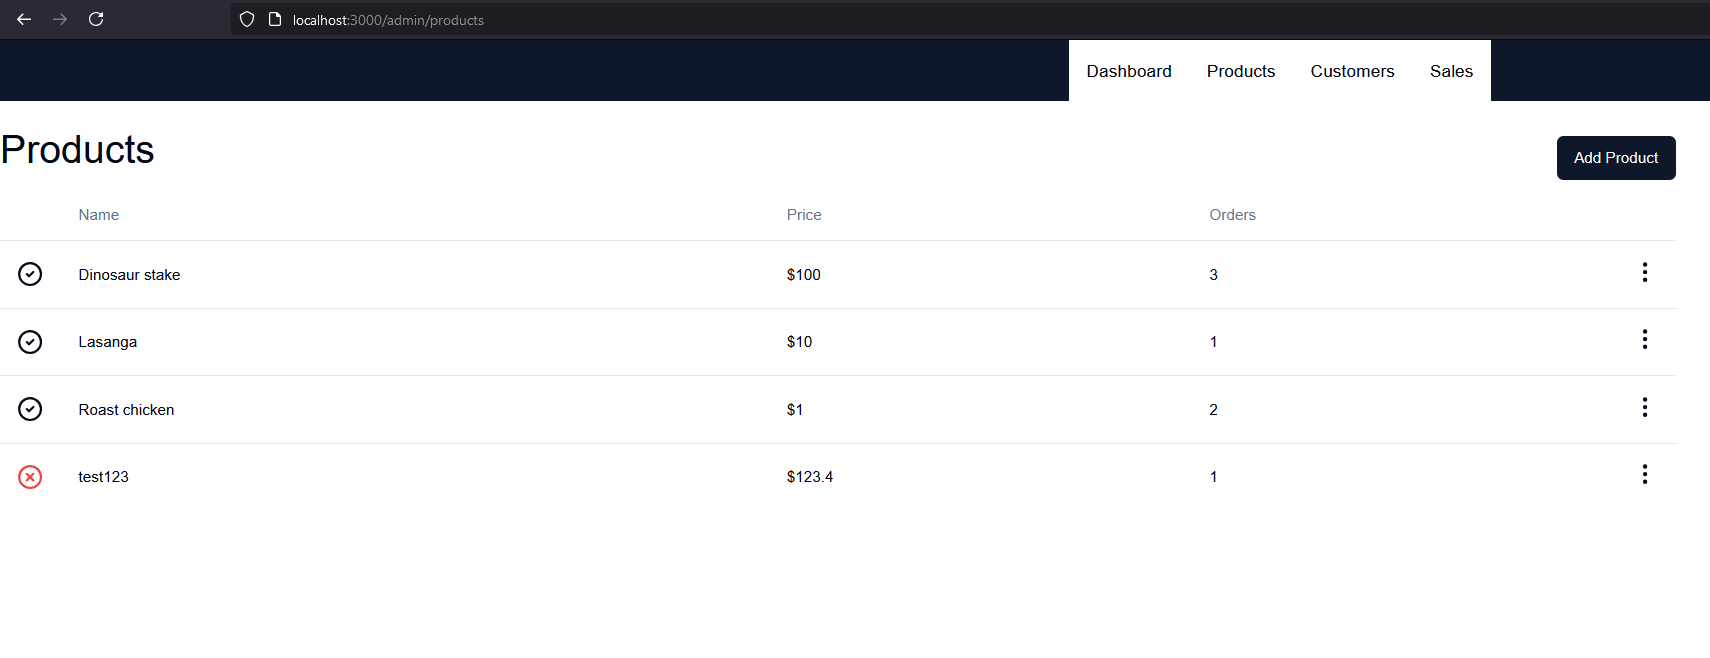 localhost:3000/admin/products
Dashboard Products Customers Sales
Products
Add Product
Name Price Orders
Dinosaur stake $100 3
Lasanga $10 1
Roast chicken $1 2
test123 $123.4 1